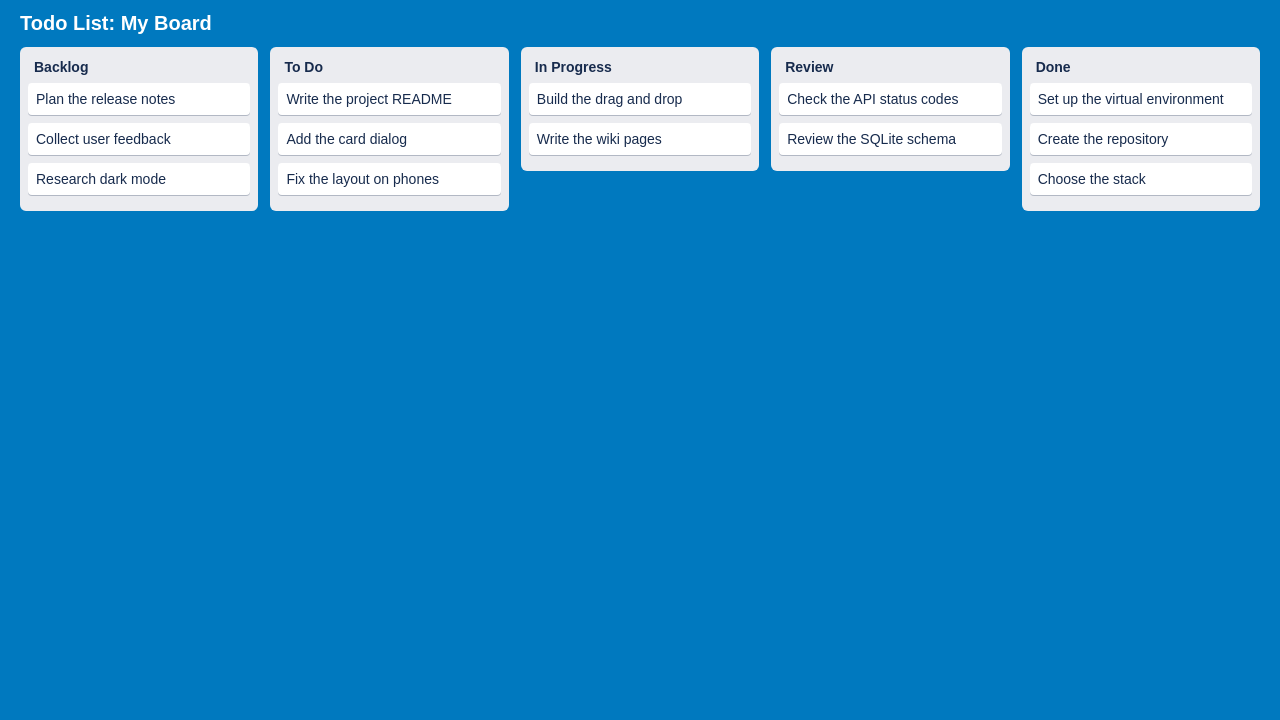 Todo List: My Board
Backlog
Plan the release notes
Collect user feedback
Research dark mode
To Do
Write the project README
Add the card dialog
Fix the layout on phones
In Progress
Build the drag and drop
Write the wiki pages
Review
Check the API status codes
Review the SQLite schema
Done
Set up the virtual environment
Create the repository
Choose the stack